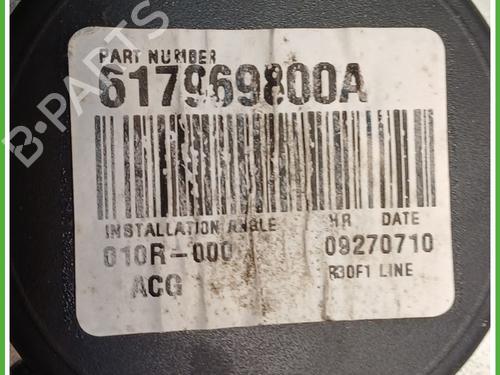 PART NUMBER
617969800A
INSTALLATION ANGLE HR DATE
010R-000 09270710
ACG R30F1 LINE
B-PARTS